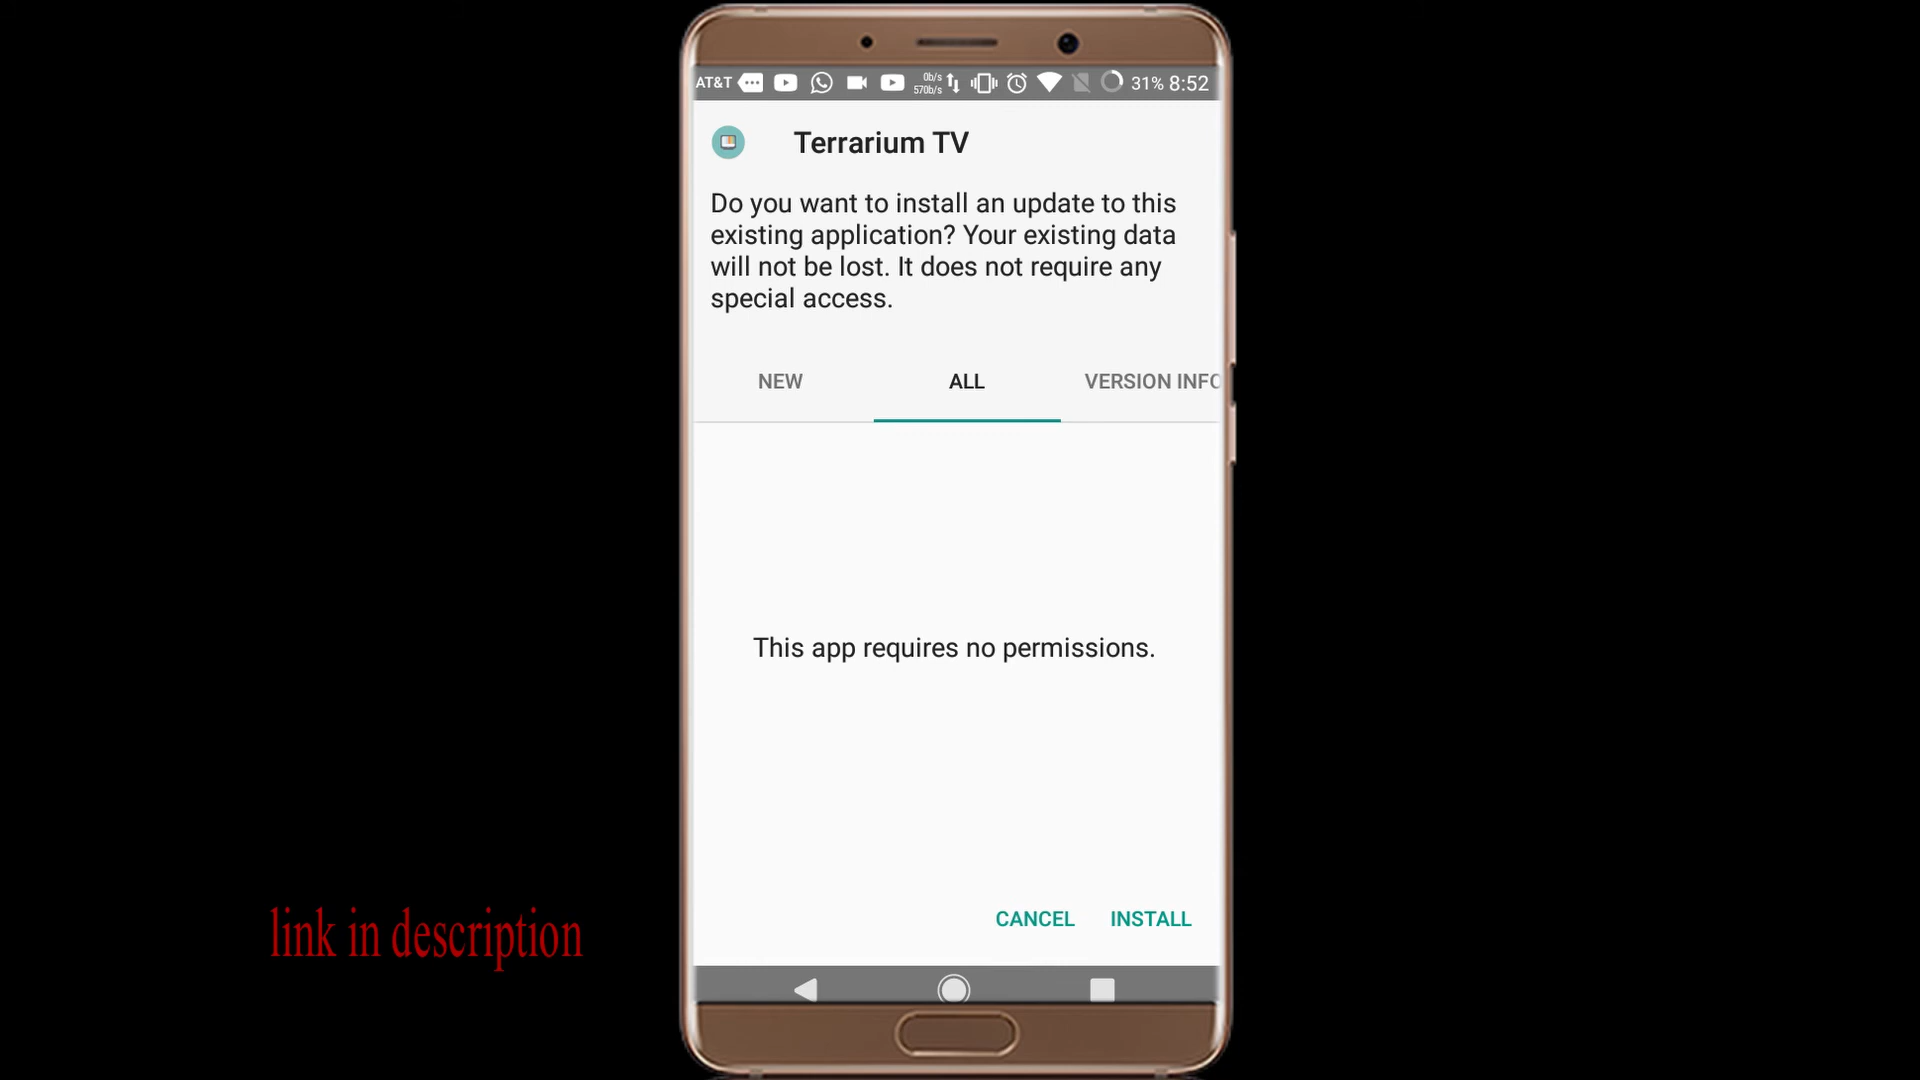 AT&T 0b/s 570b/s 31% 8:52
Terrarium TV
Do you want to install an update to this
existing application? Your existing data
will not be lost. It does not require any
special access.
NEW ALL VERSION INFO
This app requires no permissions.
CANCEL INSTALL
link in description